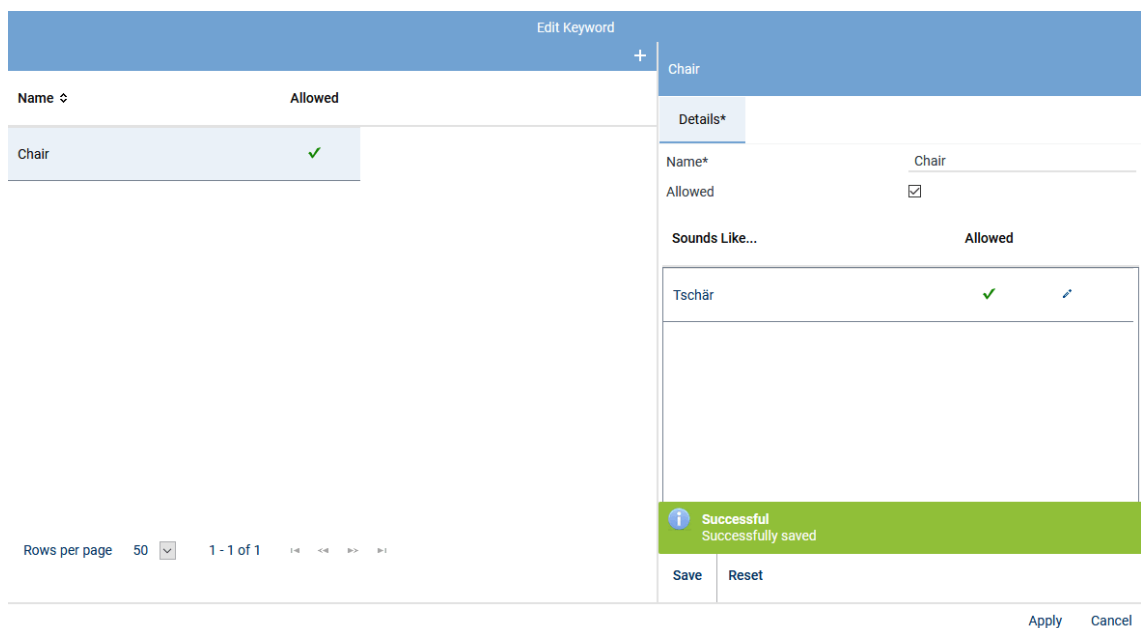 Edit Keyword
+
Chair
Name Allowed
Details*
Chair
Name* Chair
Allowed
Sounds Like... Allowed
Tschär
Successful
Successfully saved
Rows per page 50 1 - 1 of 1
Save Reset
Apply Cancel